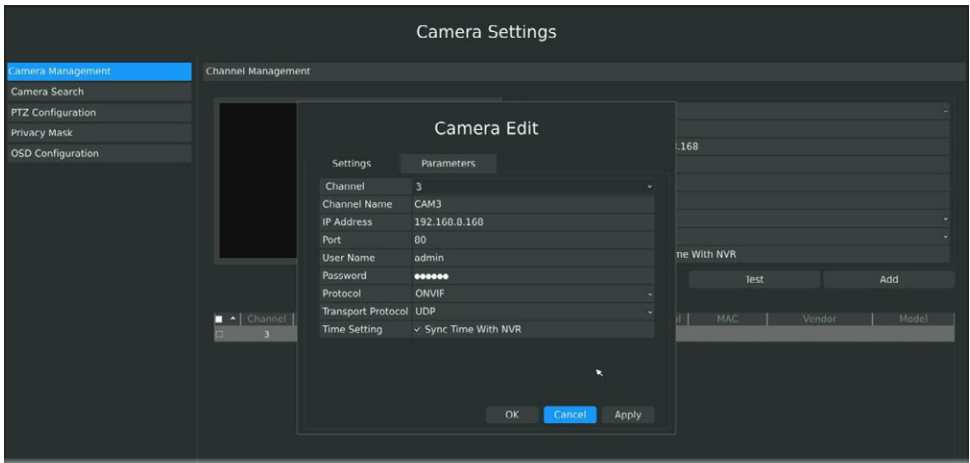 Camera Settings
Camera Management
Camera Search
PTZ Configuration
Privacy Mask
OSD Configuration
Channel Management
.168
me With NVR
Test Add
Channel MAC Vendor Model
3
Camera Edit
Settings Parameters
Channel 3
Channel Name CAM3
IP Address 192.168.8.168
Port 80
User Name admin
Password ●●●●●●
Protocol ONVIF
Transport Protocol UDP
Time Setting ✓ Sync Time With NVR
OK Cancel Apply